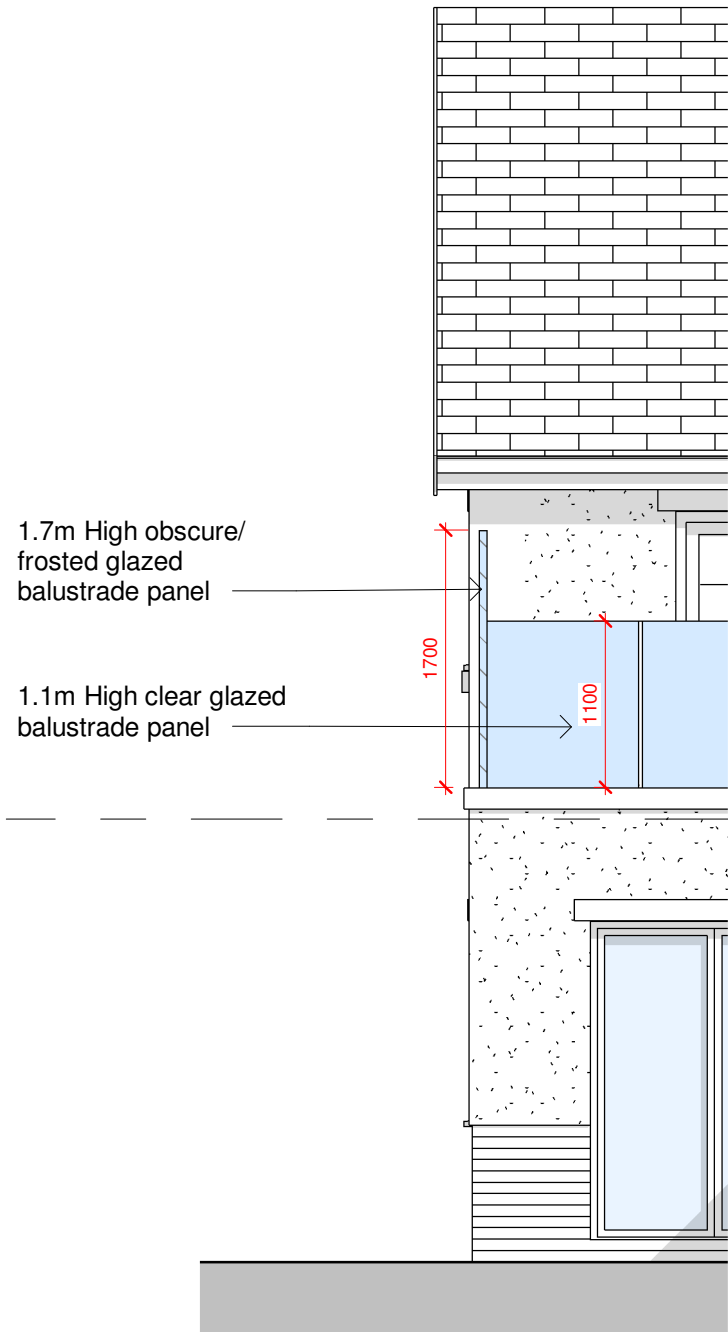 1.7m High obscure/
frosted glazed
balustrade panel
1700
1.1m High clear glazed
balustrade panel
1100